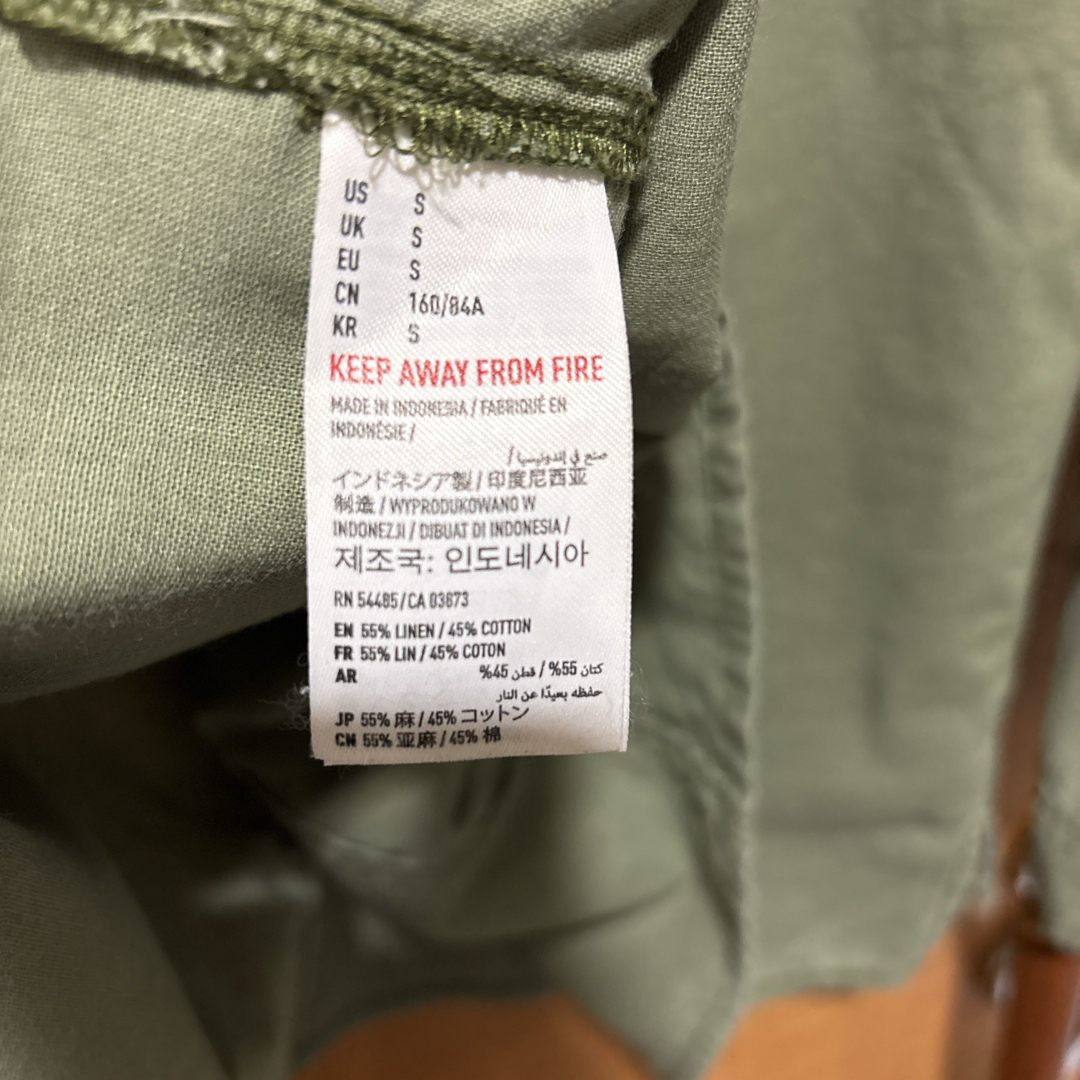 US S
UK S
EU S
CN 160/84A
KR S
KEEP AWAY FROM FIRE
MADE IN INDONESIA / FABRIQUÉ EN
INDONÉSIE /
صنع في إندونيسيا /
インドネシア製 / 印度尼西亚
制造 / WYPRODUKOWANO W
INDONEZJI / DIBUAT DI INDONESIA /
제조국: 인도네시아
RN 54485 / CA 03873
EN 55% LINEN / 45% COTTON
FR 55% LIN / 45% COTON
AR كتان 55% / قطن 45%
حفظه بعيدًا عن النار
JP 55% 麻 / 45% コットン
CN 55% 亚麻 / 45% 棉